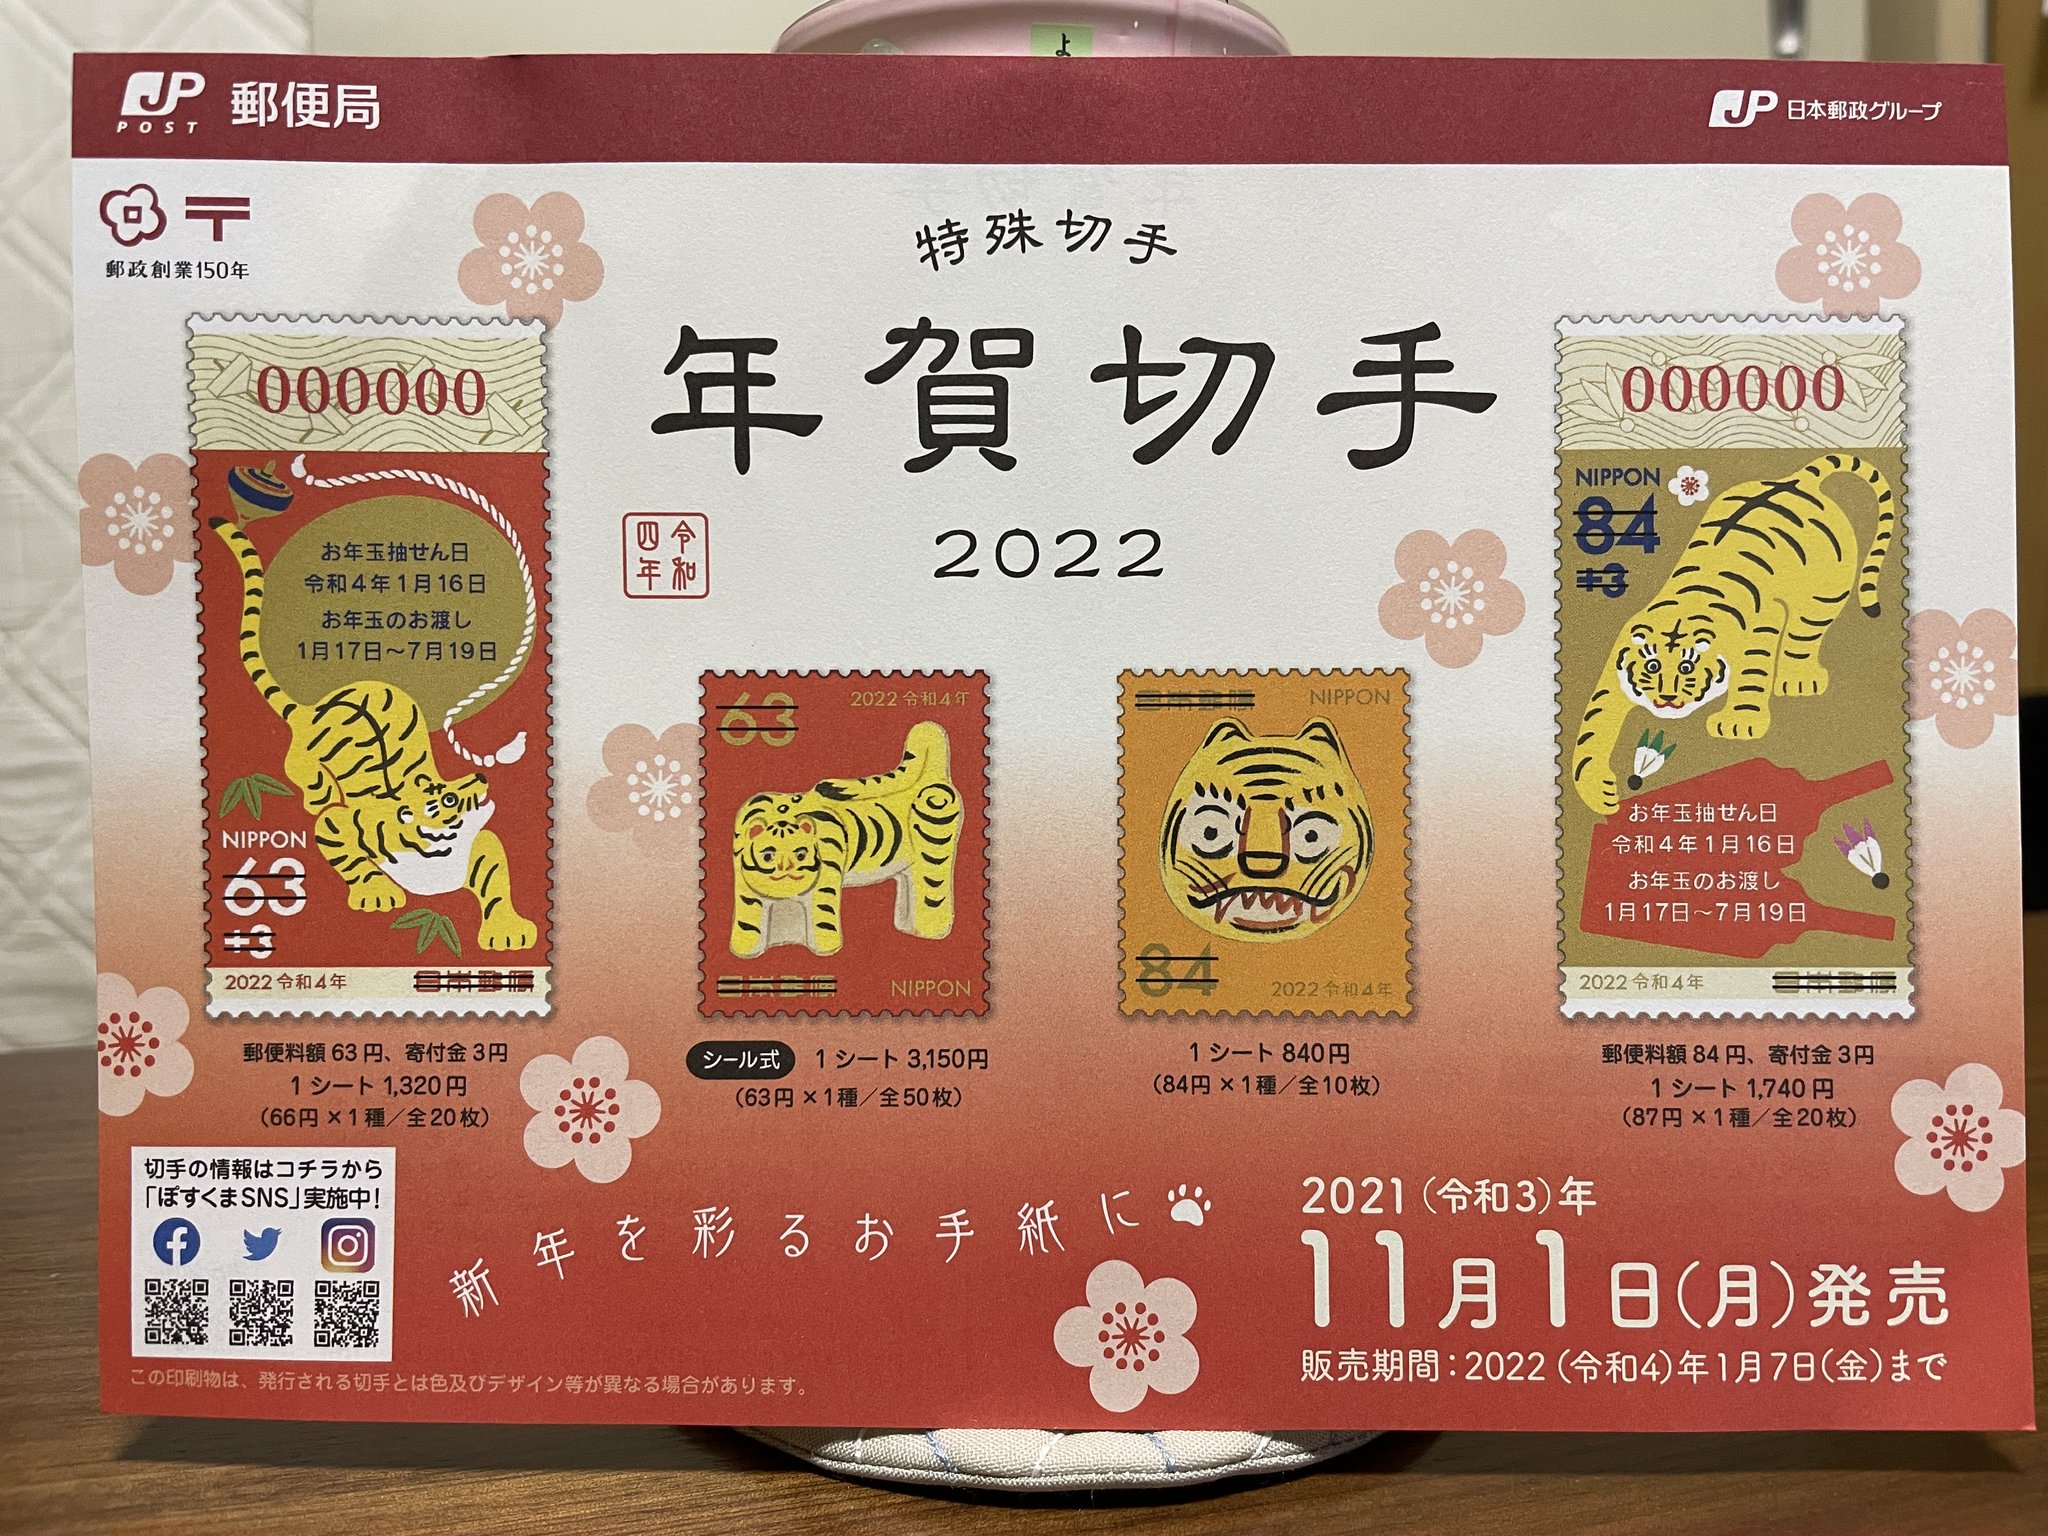 よ
JP
POST
郵便局
JP 日本郵政グループ
〒
郵政創業150年
特殊切手
年賀切手
2022
令和
四年
000000
お年玉抽せん日
令和4年1月16日
お年玉のお渡し
1月17日～7月19日
NIPPON
63
+3
2022 令和4年
日本郵便
郵便料額 63円、寄付金3円
1シート 1,320円
(66円×1種／全20枚)
63
2022 令和4年
日本郵便
NIPPON
シール式 1シート 3,150円
(63円×1種／全50枚)
日本郵便
NIPPON
84
2022 令和4年
1シート 840円
(84円×1種／全10枚)
000000
NIPPON
84
+3
お年玉抽せん日
令和4年1月16日
お年玉のお渡し
1月17日～7月19日
2022 令和4年
日本郵便
郵便料額 84円、寄付金3円
1シート 1,740円
(87円×1種／全20枚)
切手の情報はコチラから
「ぽすくまSNS」実施中!
新年を彩るお手紙に
2021(令和3)年
11月1日(月)発売
販売期間:2022(令和4)年1月7日(金)まで
この印刷物は、発行される切手とは色及びデザイン等が異なる場合があります。